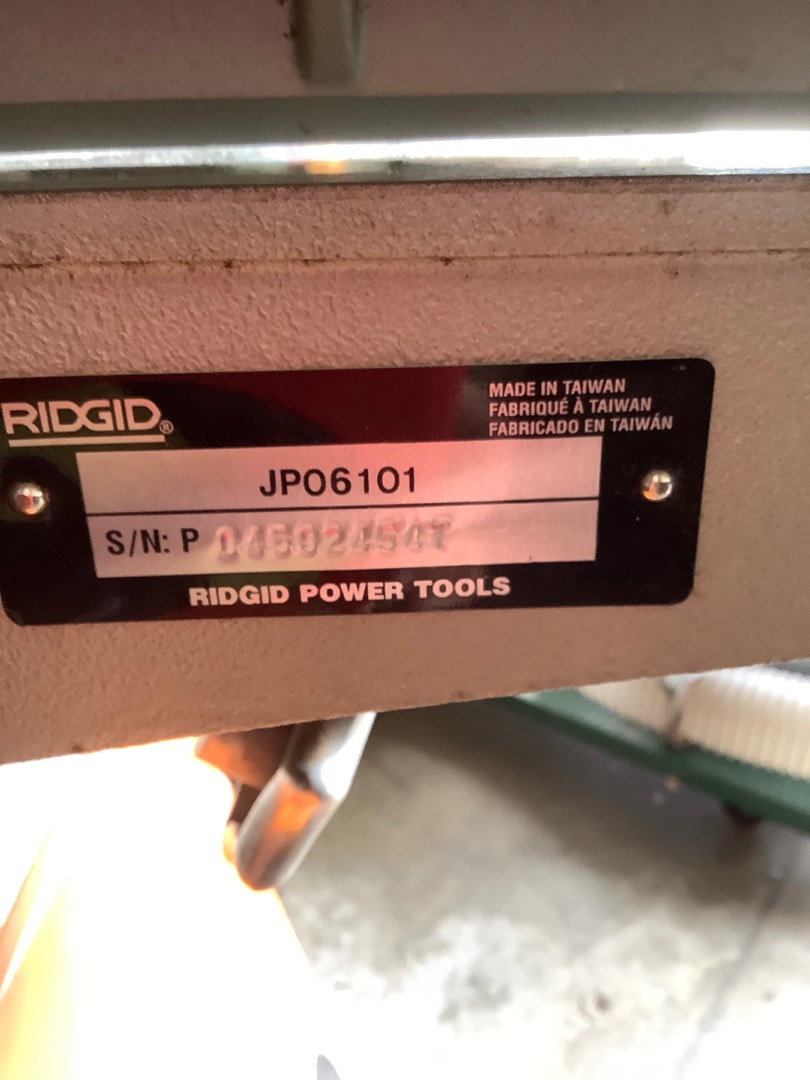 RIDGID®
MADE IN TAIWAN
FABRIQUÉ À TAIWAN
FABRICADO EN TAIWÁN
JP06101
S/N: P
RIDGID POWER TOOLS